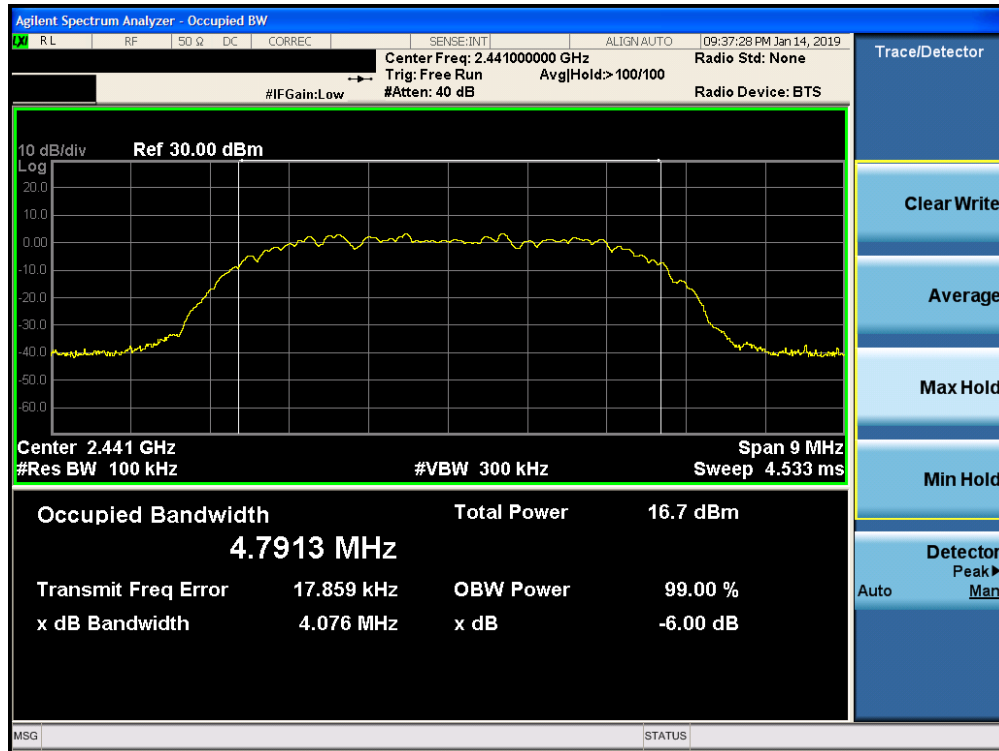 Agilent Spectrum Analyzer - Occupied BW
LXI RL RF 50 Ω DC CORREC SENSE:INT ALIGN AUTO 09:37:28 PM Jan 14, 2019
Center Freq: 2.441000000 GHz Radio Std: None
Trig: Free Run Avg|Hold:> 100/100
#IFGain:Low #Atten: 40 dB Radio Device: BTS
10 dB/div Ref 30.00 dBm
Log
20.0
10.0
0.00
-10.0
-20.0
-30.0
-40.0
-50.0
-60.0
Center 2.441 GHz Span 9 MHz
#Res BW 100 kHz #VBW 300 kHz Sweep 4.533 ms
Occupied Bandwidth Total Power 16.7 dBm
4.7913 MHz
Transmit Freq Error 17.859 kHz OBW Power 99.00 %
x dB Bandwidth 4.076 MHz x dB -6.00 dB
MSG STATUS
Trace/Detector
Clear Write
Average
Max Hold
Min Hold
Detector
Peak▶
Auto Man